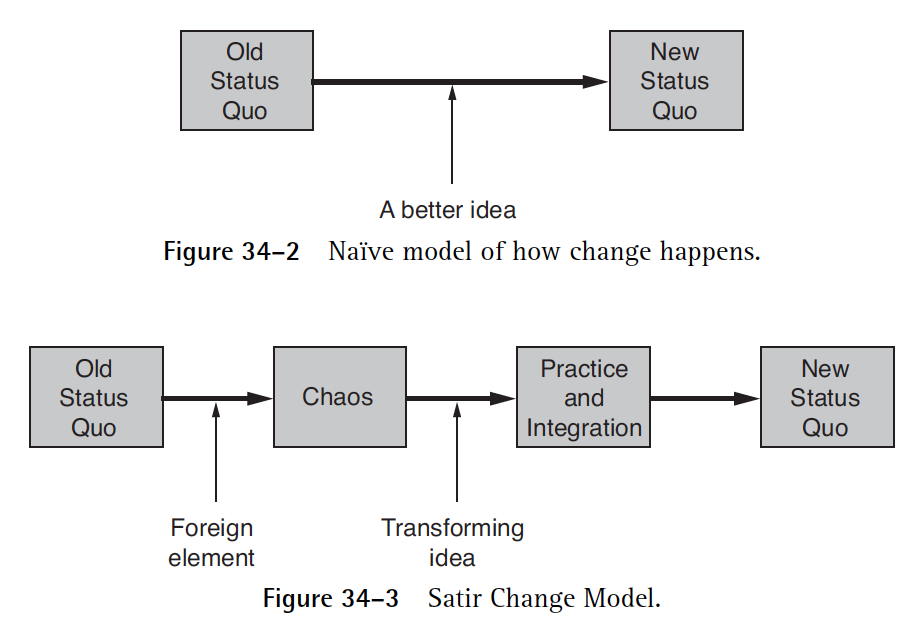 Old
Status
Quo
New
Status
Quo
A better idea
Figure 34–2 Naïve model of how change happens.
Old
Status
Quo
Chaos
Practice
and
Integration
New
Status
Quo
Foreign
element
Transforming
idea
Figure 34–3 Satir Change Model.